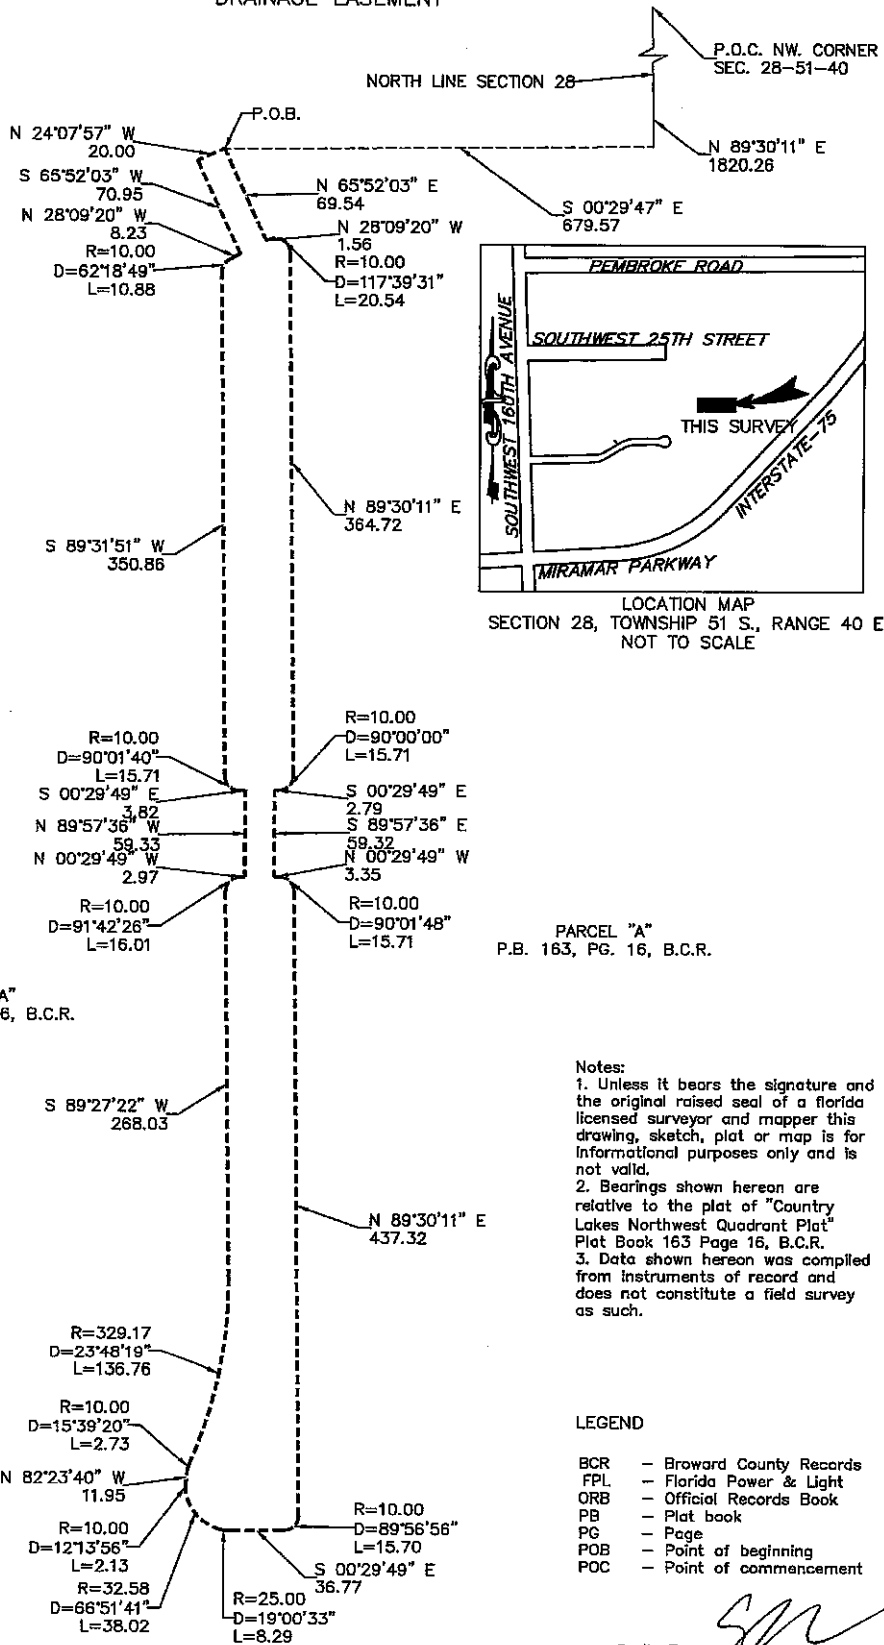 DRAINAGE EASEMENT
P.O.C. NW. CORNER
SEC. 28-51-40
NORTH LINE SECTION 28
N 89°30'11" E
1820.26
S 00°29'47" E
679.57
P.O.B.
N 24°07'57" W
20.00
S 65°52'03" W
70.95
N 28°09'20" W
8.23
R=10.00
D=62°18'49"
L=10.88
N 65°52'03" E
69.54
N 28°09'20" W
1.56
R=10.00
D=117°39'31"
L=20.54
PEMBROKE ROAD
SOUTHWEST 25TH STREET
SOUTHWEST 160TH AVENUE
THIS SURVEY
INTERSTATE-75
MIRAMAR PARKWAY
LOCATION MAP
SECTION 28, TOWNSHIP 51 S., RANGE 40 E
NOT TO SCALE
N 89°30'11" E
364.72
S 89°31'51" W
350.86
R=10.00
D=90°01'40"
L=15.71
S 00°29'49" E
3.82
N 89°57'36" W
59.33
N 00°29'49" W
2.97
R=10.00
D=91°42'26"
L=16.01
R=10.00
D=90°00'00"
L=15.71
S 00°29'49" E
2.79
S 89°57'36" E
59.32
N 00°29'49" W
3.35
R=10.00
D=90°01'48"
L=15.71
PARCEL "A"
P.B. 163, PG. 16, B.C.R.
A"
6, B.C.R.
S 89°27'22" W
268.03
N 89°30'11" E
437.32
R=329.17
D=23°48'19"
L=136.76
R=10.00
D=15°39'20"
L=2.73
N 82°23'40" W
11.95
R=10.00
D=12°13'56"
L=2.13
R=32.58
D=66°51'41"
L=38.02
R=25.00
D=19°00'33"
L=8.29
S 00°29'49" E
36.77
R=10.00
D=89°56'56"
L=15.70
Notes:
1. Unless it bears the signature and
the original raised seal of a florida
licensed surveyor and mapper this
drawing, sketch, plat or map is for
informational purposes only and is
not valid.
2. Bearings shown hereon are
relative to the plat of "Country
Lakes Northwest Quadrant Plat"
Plat Book 163 Page 16, B.C.R.
3. Data shown hereon was compiled
from instruments of record and
does not constitute a field survey
as such.
LEGEND
BCR - Broward County Records
FPL - Florida Power & Light
ORB - Official Records Book
PB - Plat book
PG - Page
POB - Point of beginning
POC - Point of commencement